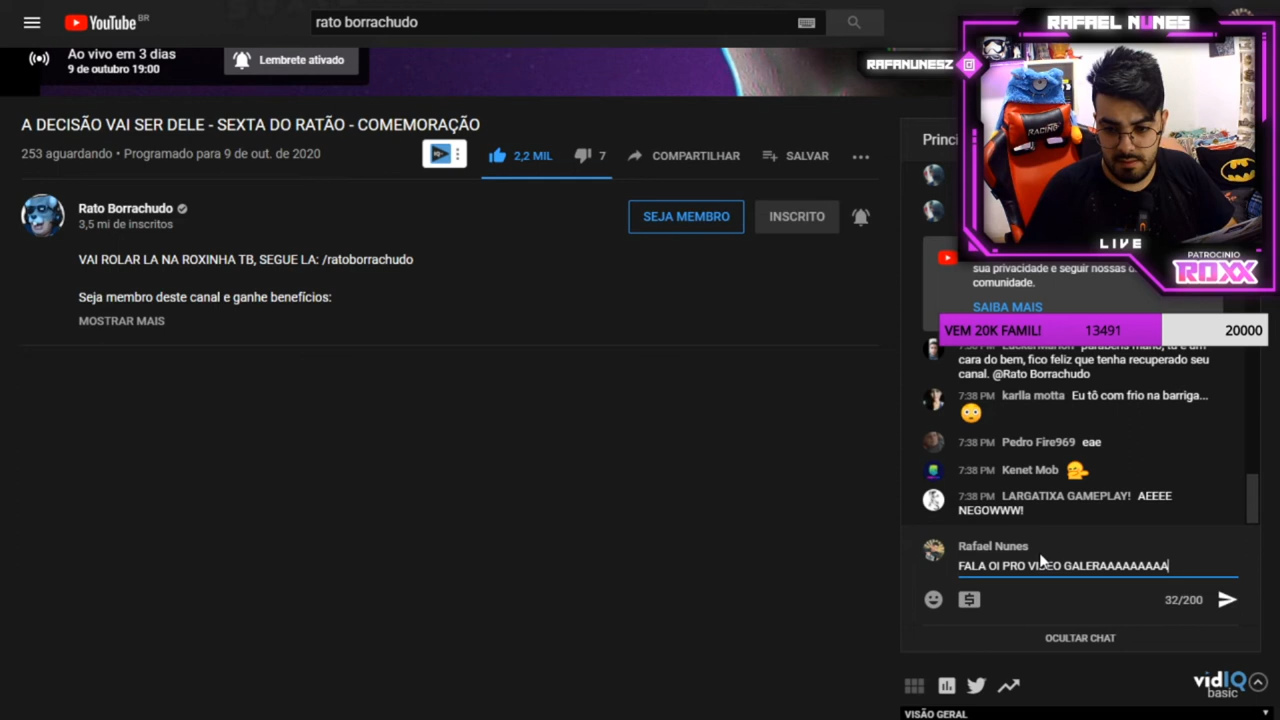 YouTube BR
rato borrachudo
RAFAEL NUNES
Ao vivo em 3 dias
9 de outubro 19:00
Lembrete ativado
RAFANUNESZ
RACING
A DECISÃO VAI SER DELE - SEXTA DO RATÃO - COMEMORAÇÃO
253 aguardando • Programado para 9 de out. de 2020
2,2 MIL
7
COMPARTILHAR
SALVAR
Princi
BATMAN
Rato Borrachudo
3,5 mi de inscritos
SEJA MEMBRO
INSCRITO
LIVE
PATROCINIO
ROXX
VAI ROLAR LA NA ROXINHA TB, SEGUE LA: /ratoborrachudo
Seja membro deste canal e ganhe benefícios:
MOSTRAR MAIS
sua privacidade e seguir nossas d
comunidade.
SAIBA MAIS
VEM 20K FAMILI 13491 20000
parabéns mano, tu é um
cara do bem, fico feliz que tenha recuperado seu
canal. @Rato Borrachudo
7:38 PM karlla motta Eu tô com frio na barriga...
😳
7:38 PM Pedro Fire969 eae
7:38 PM Kenet Mob
7:38 PM LARGATIXA GAMEPLAY! AEEEE
NEGOWWW!
Rafael Nunes
FALA OI PRO VIDEO GALERAAAAAAAAA
32/200
OCULTAR CHAT
vidIQ
basic
VISÃO GERAL